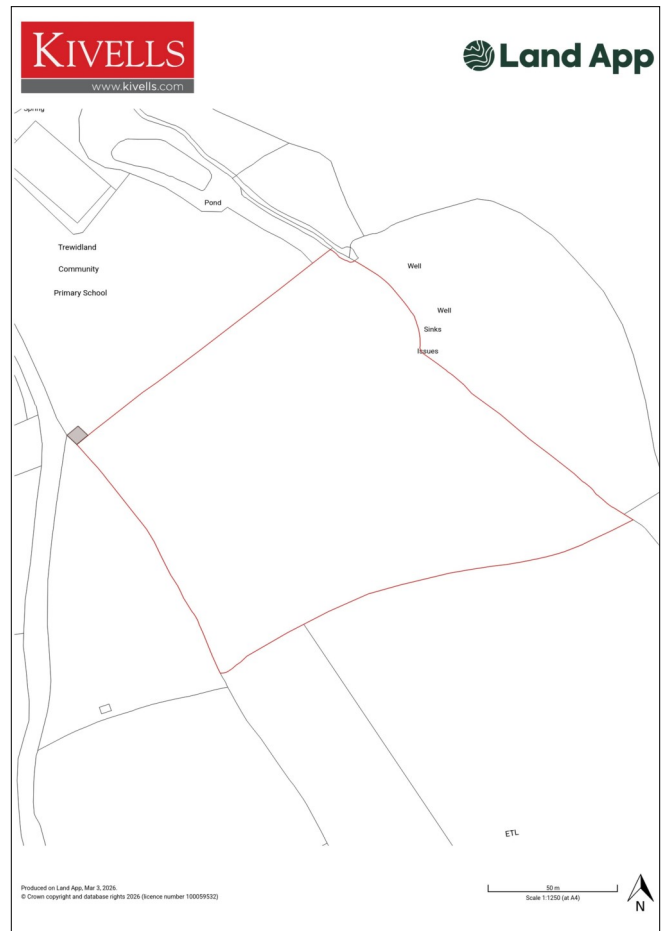 KIVELLS
www.kivells.com
Land App
Spring
Pond
Trewidland
Community
Primary School
Well
Well
Sinks
Issues
ETL
Produced on Land App, Mar 3, 2026.
© Crown copyright and database rights 2026 (licence number 100059532)
50 m
Scale 1:1250 (at A4)
N